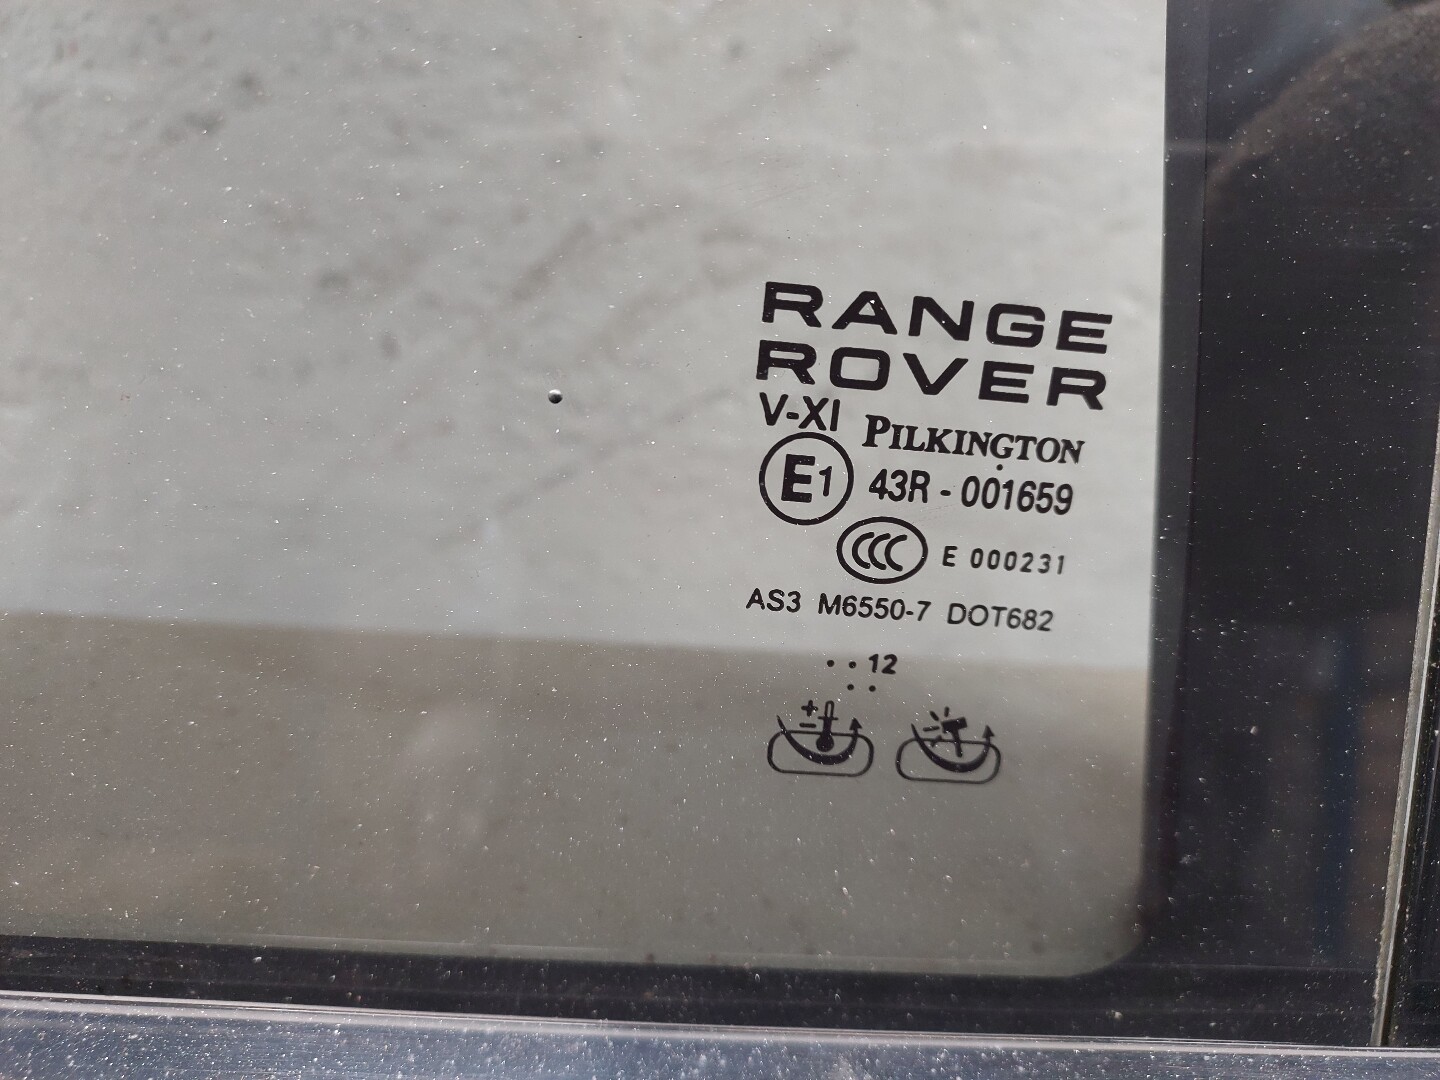 RANGE
ROVER
V-XI PILKINGTON
E1 43R - 001659
CCC E 000231
AS3 M6550-7 DOT682
. . 12
. .
+
-